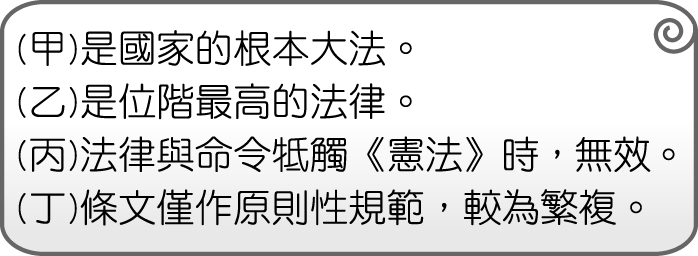 (甲)是國家的根本大法。
(乙)是位階最高的法律。
(丙)法律與命令牴觸《憲法》時，無效。
(丁)條文僅作原則性規範，較為繁複。